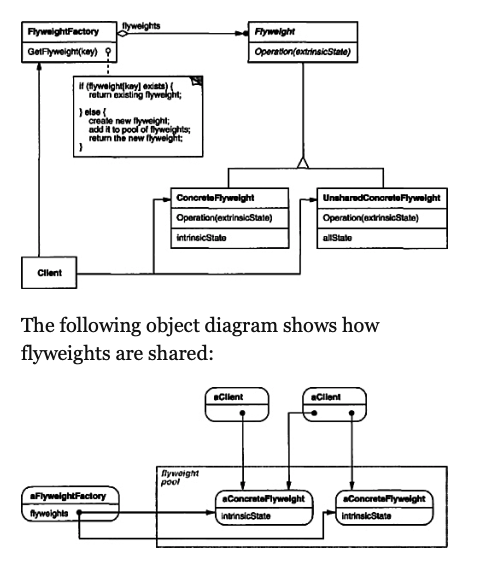 FlyweightFactory
flyweights
Flyweight
GetFlyweight(key)
Operation(extrinsicState)
if (flyweight[key] exists) {
return existing flyweight;
} else {
create new flyweight;
add it to pool of flyweights;
return the new flyweight;
}
ConcreteFlyweight
UnsharedConcreteFlyweight
Operation(extrinsicState)
Operation(extrinsicState)
intrinsicState
allState
Client
The following object diagram shows how
flyweights are shared:
aClient
aClient
flyweight
pool
aFlyweightFactory
flyweights
aConcreteFlyweight
intrinsicState
aConcreteFlyweight
intrinsicState